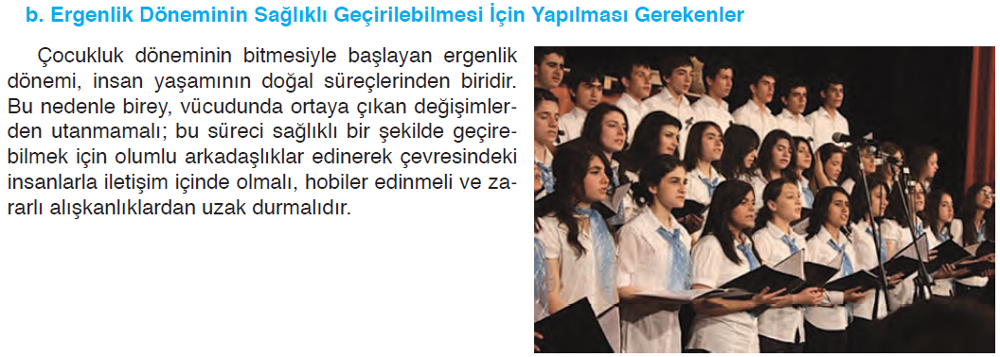 b. Ergenlik Döneminin Sağlıklı Geçirilebilmesi İçin Yapılması Gerekenler
Çocukluk döneminin bitmesiyle başlayan ergenlik
dönemi, insan yaşamının doğal süreçlerinden biridir.
Bu nedenle birey, vücudunda ortaya çıkan değişimler-
den utanmamalı; bu süreci sağlıklı bir şekilde geçire-
bilmek için olumlu arkadaşlıklar edinerek çevresindeki
insanlarla iletişim içinde olmalı, hobiler edinmeli ve za-
rarlı alışkanlıklardan uzak durmalıdır.